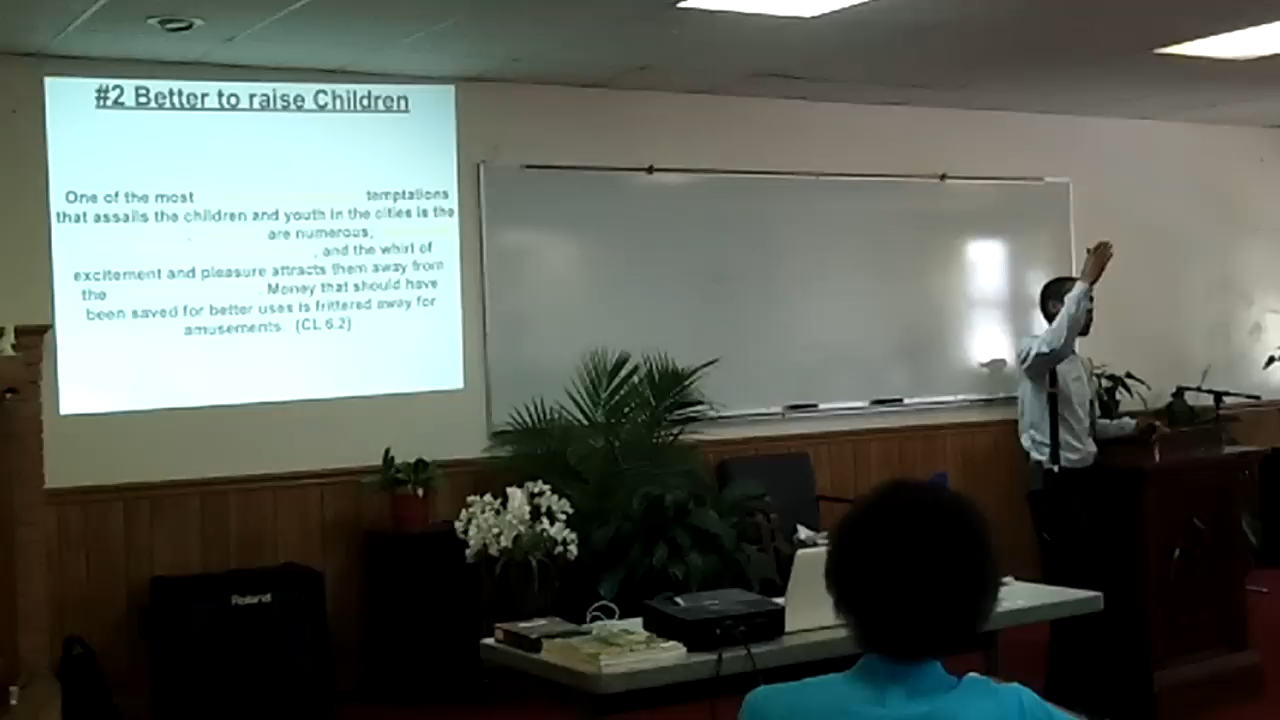 #2 Better to raise Children
One of the most temptations
that assails the children and youth in the cities is the
are numerous,
, and the whirl of
excitement and pleasure attracts them away from
the . Money that should have
been saved for better uses is frittered away for
amusements. (CL 6.2)
Roland